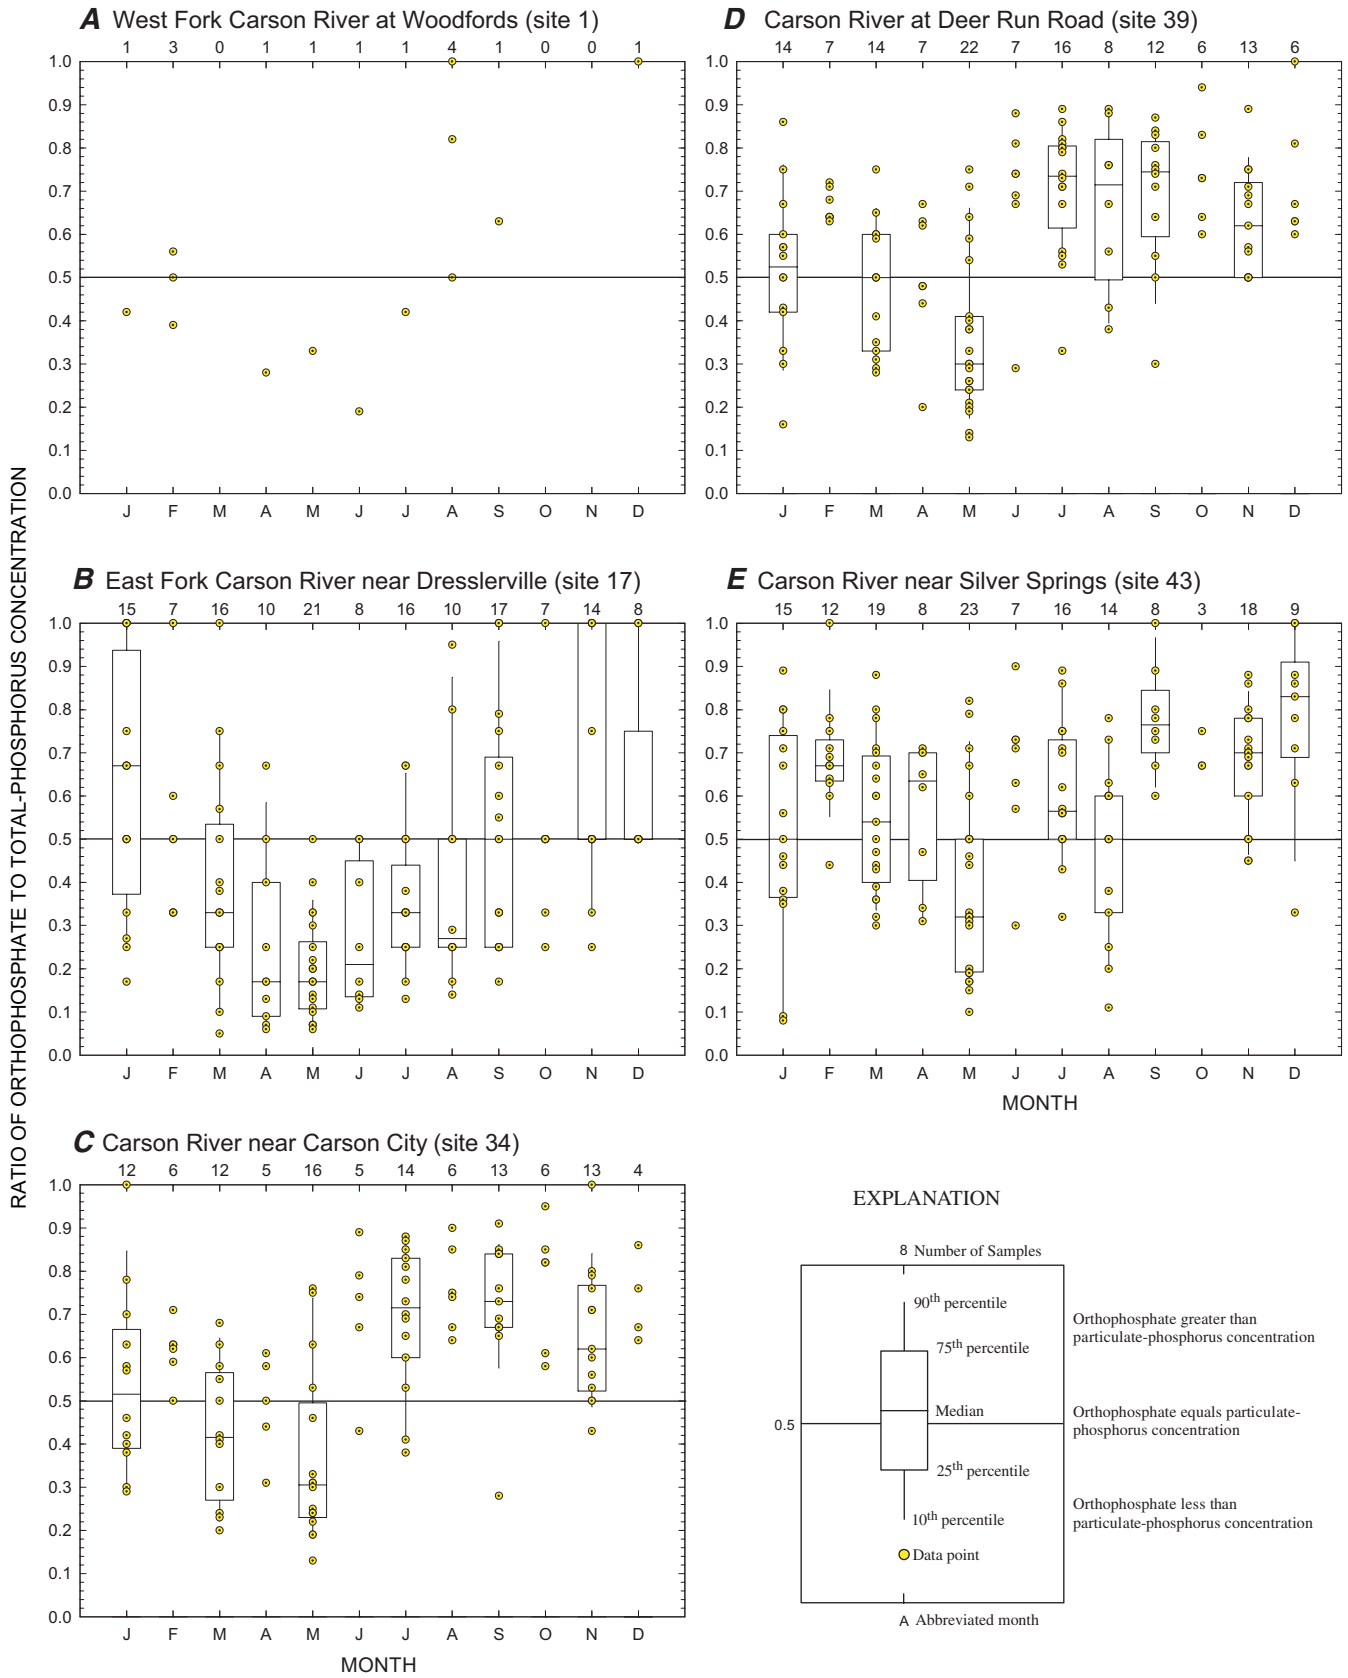 RATIO OF ORTHOPHOSPHATE TO TOTAL-PHOSPHORUS CONCENTRATION
A West Fork Carson River at Woodfords (site 1)
1 3 0 1 1 1 1 4 1 0 0 1
1.0
0.9
0.8
0.7
0.6
0.5
0.4
0.3
0.2
0.1
0.0
J F M A M J J A S O N D
B East Fork Carson River near Dresslerville (site 17)
15 7 16 10 21 8 16 10 17 7 14 8
1.0
0.9
0.8
0.7
0.6
0.5
0.4
0.3
0.2
0.1
0.0
J F M A M J J A S O N D
C Carson River near Carson City (site 34)
12 6 12 5 16 5 14 6 13 6 13 4
1.0
0.9
0.8
0.7
0.6
0.5
0.4
0.3
0.2
0.1
0.0
J F M A M J J A S O N D
MONTH
D Carson River at Deer Run Road (site 39)
14 7 14 7 22 7 16 8 12 6 13 6
1.0
0.9
0.8
0.7
0.6
0.5
0.4
0.3
0.2
0.1
0.0
J F M A M J J A S O N D
E Carson River near Silver Springs (site 43)
15 12 19 8 23 7 16 14 8 3 18 9
1.0
0.9
0.8
0.7
0.6
0.5
0.4
0.3
0.2
0.1
0.0
J F M A M J J A S O N D
MONTH
EXPLANATION
8 Number of Samples
90th percentile
75th percentile
Median
0.5
25th percentile
10th percentile
Data point
A Abbreviated month
Orthophosphate greater than
particulate-phosphorus concentration
Orthophosphate equals particulate-
phosphorus concentration
Orthophosphate less than
particulate-phosphorus concentration